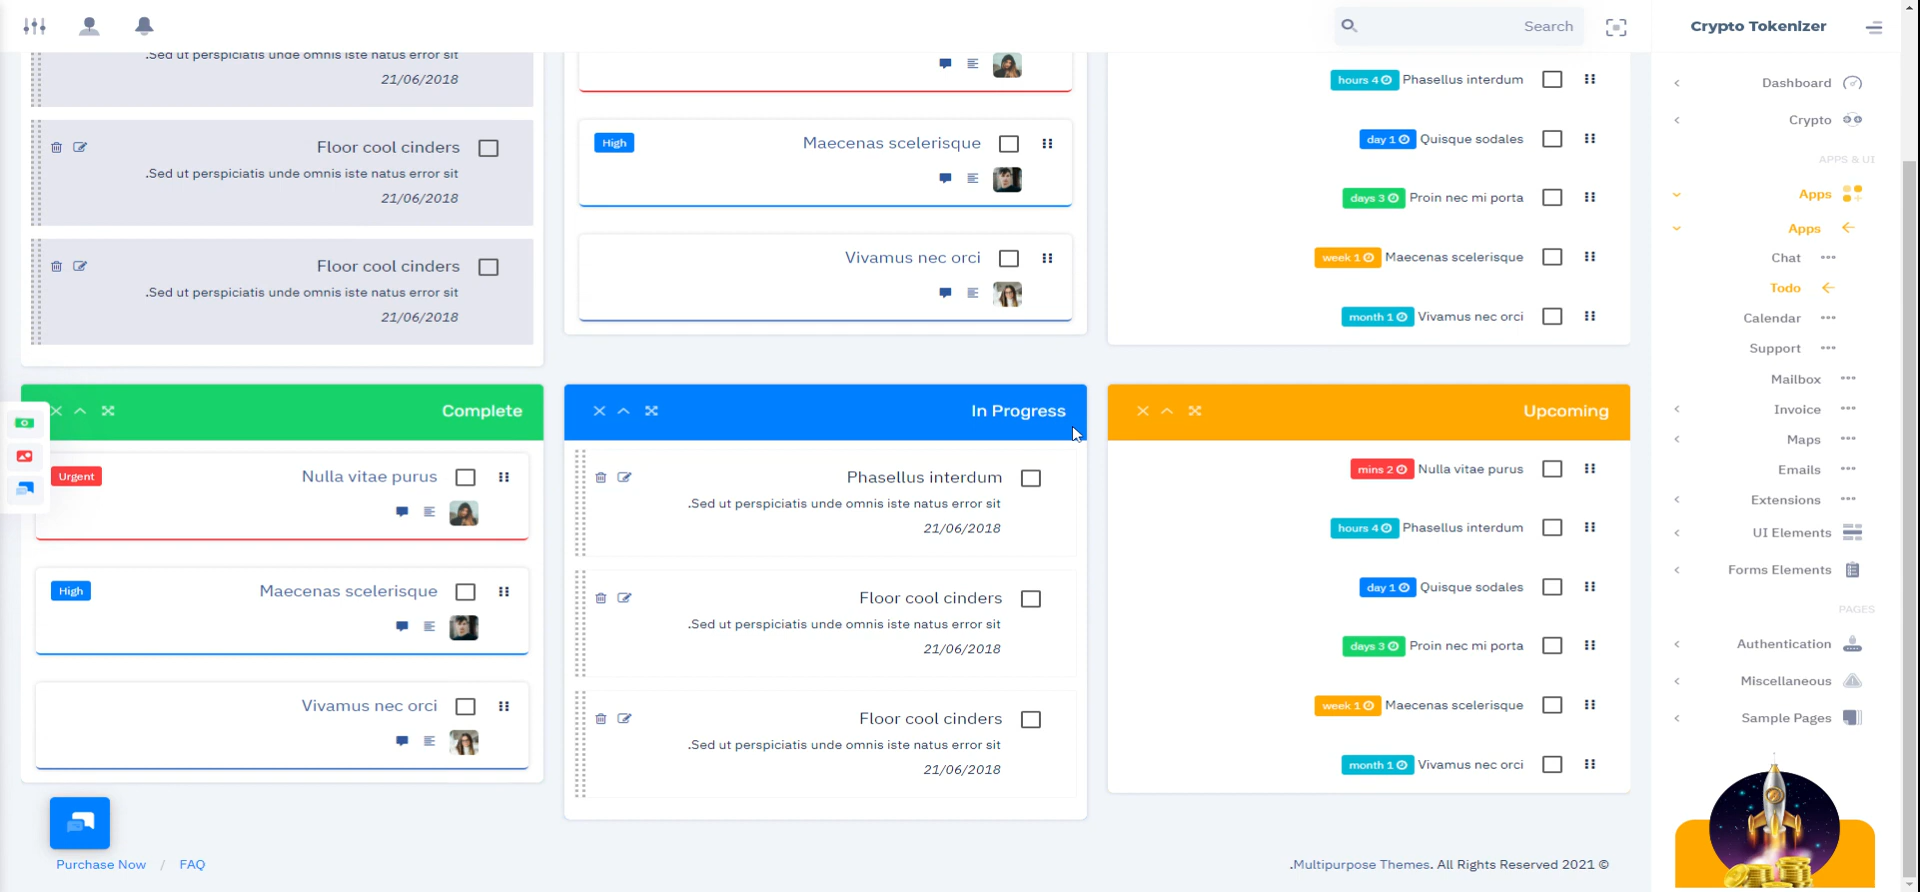 Search
Crypto Tokenizer
.Sed ut perspiciatis unde omnis iste natus error sit
21/06/2018
Floor cool cinders
.Sed ut perspiciatis unde omnis iste natus error sit
21/06/2018
Floor cool cinders
.Sed ut perspiciatis unde omnis iste natus error sit
21/06/2018
High
Maecenas scelerisque
Vivamus nec orci
hours 4 Phasellus interdum
day 1 Quisque sodales
days 3 Proin nec mi porta
week 1 Maecenas scelerisque
month 1 Vivamus nec orci
Complete
Urgent
Nulla vitae purus
High
Maecenas scelerisque
Vivamus nec orci
In Progress
Phasellus interdum
.Sed ut perspiciatis unde omnis iste natus error sit
21/06/2018
Floor cool cinders
.Sed ut perspiciatis unde omnis iste natus error sit
21/06/2018
Floor cool cinders
.Sed ut perspiciatis unde omnis iste natus error sit
21/06/2018
Upcoming
mins 2 Nulla vitae purus
hours 4 Phasellus interdum
day 1 Quisque sodales
days 3 Proin nec mi porta
week 1 Maecenas scelerisque
month 1 Vivamus nec orci
Dashboard
Crypto
APPS & UI
Apps
Apps
Chat
Todo
Calendar
Support
Mailbox
Invoice
Maps
Emails
Extensions
UI Elements
Forms Elements
PAGES
Authentication
Miscellaneous
Sample Pages
Purchase Now / FAQ
.Multipurpose Themes. All Rights Reserved 2021 ©